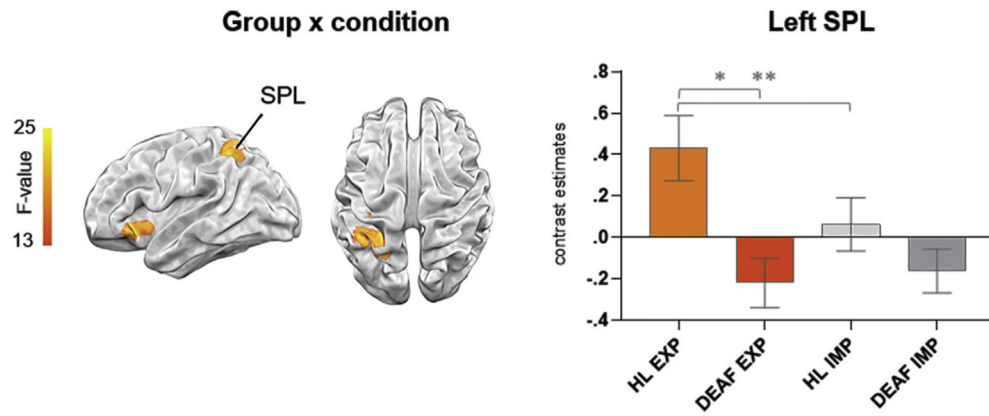 Group x condition
SPL
25
F-value
13
Left SPL
* **
contrast estimates
.8
.6
.4
.2
.0
-.2
-.4
HL EXP
DEAF EXP
HL IMP
DEAF IMP